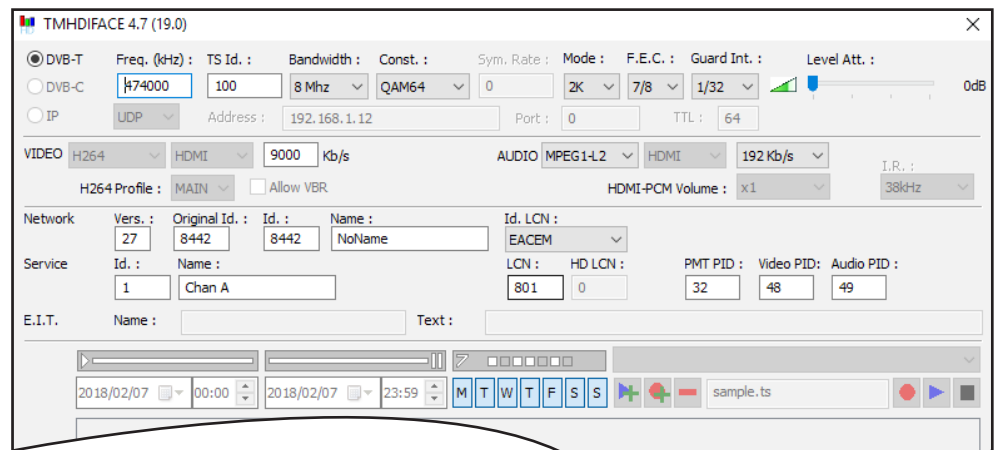 TMHDIFACE 4.7 (19.0)
DVB-T Freq. (kHz) : TS Id. : Bandwidth : Const. : Sym. Rate : Mode : F.E.C. : Guard Int. : Level Att. :
DVB-C 474000 100 8 Mhz QAM64 0 2K 7/8 1/32 0dB
IP UDP Address : 192.168.1.12 Port : 0 TTL : 64
VIDEO H264 HDMI 9000 Kb/s AUDIO MPEG1-L2 HDMI 192 Kb/s I.R. :
H264 Profile : MAIN Allow VBR HDMI-PCM Volume : x1 38kHz
Network Vers. : Original Id. : Id. : Name : Id. LCN :
27 8442 8442 NoName EACEM
Service Id. : Name : LCN : HD LCN : PMT PID : Video PID: Audio PID :
1 Chan A 801 0 32 48 49
E.I.T. Name : Text :
2018/02/07 00:00 2018/02/07 23:59 M T W T F S S sample.ts